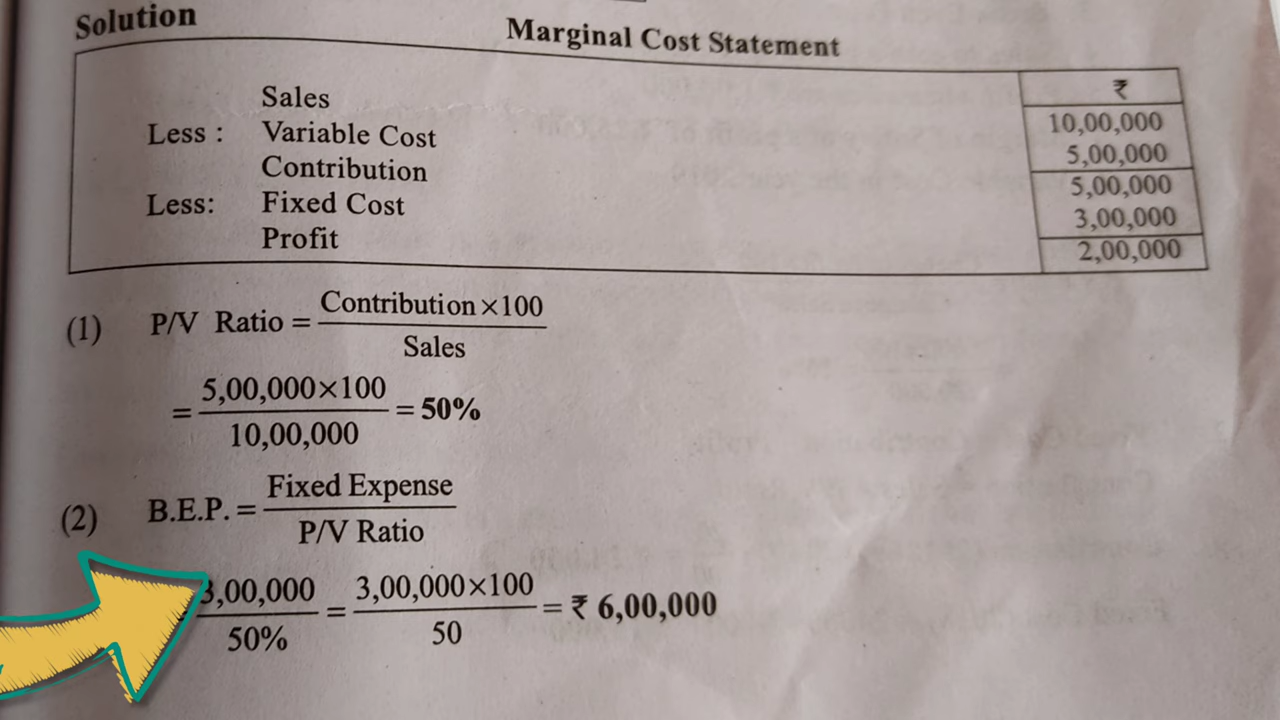 Solution
Marginal Cost Statement
₹
Sales 10,00,000
Less : Variable Cost 5,00,000
Contribution 5,00,000
Less: Fixed Cost 3,00,000
Profit 2,00,000
(1) P/V Ratio = Contribution ×100 / Sales
= 5,00,000×100 / 10,00,000 = 50%
(2) B.E.P. = Fixed Expense / P/V Ratio
3,00,000 / 50% = 3,00,000×100 / 50 = ₹ 6,00,000